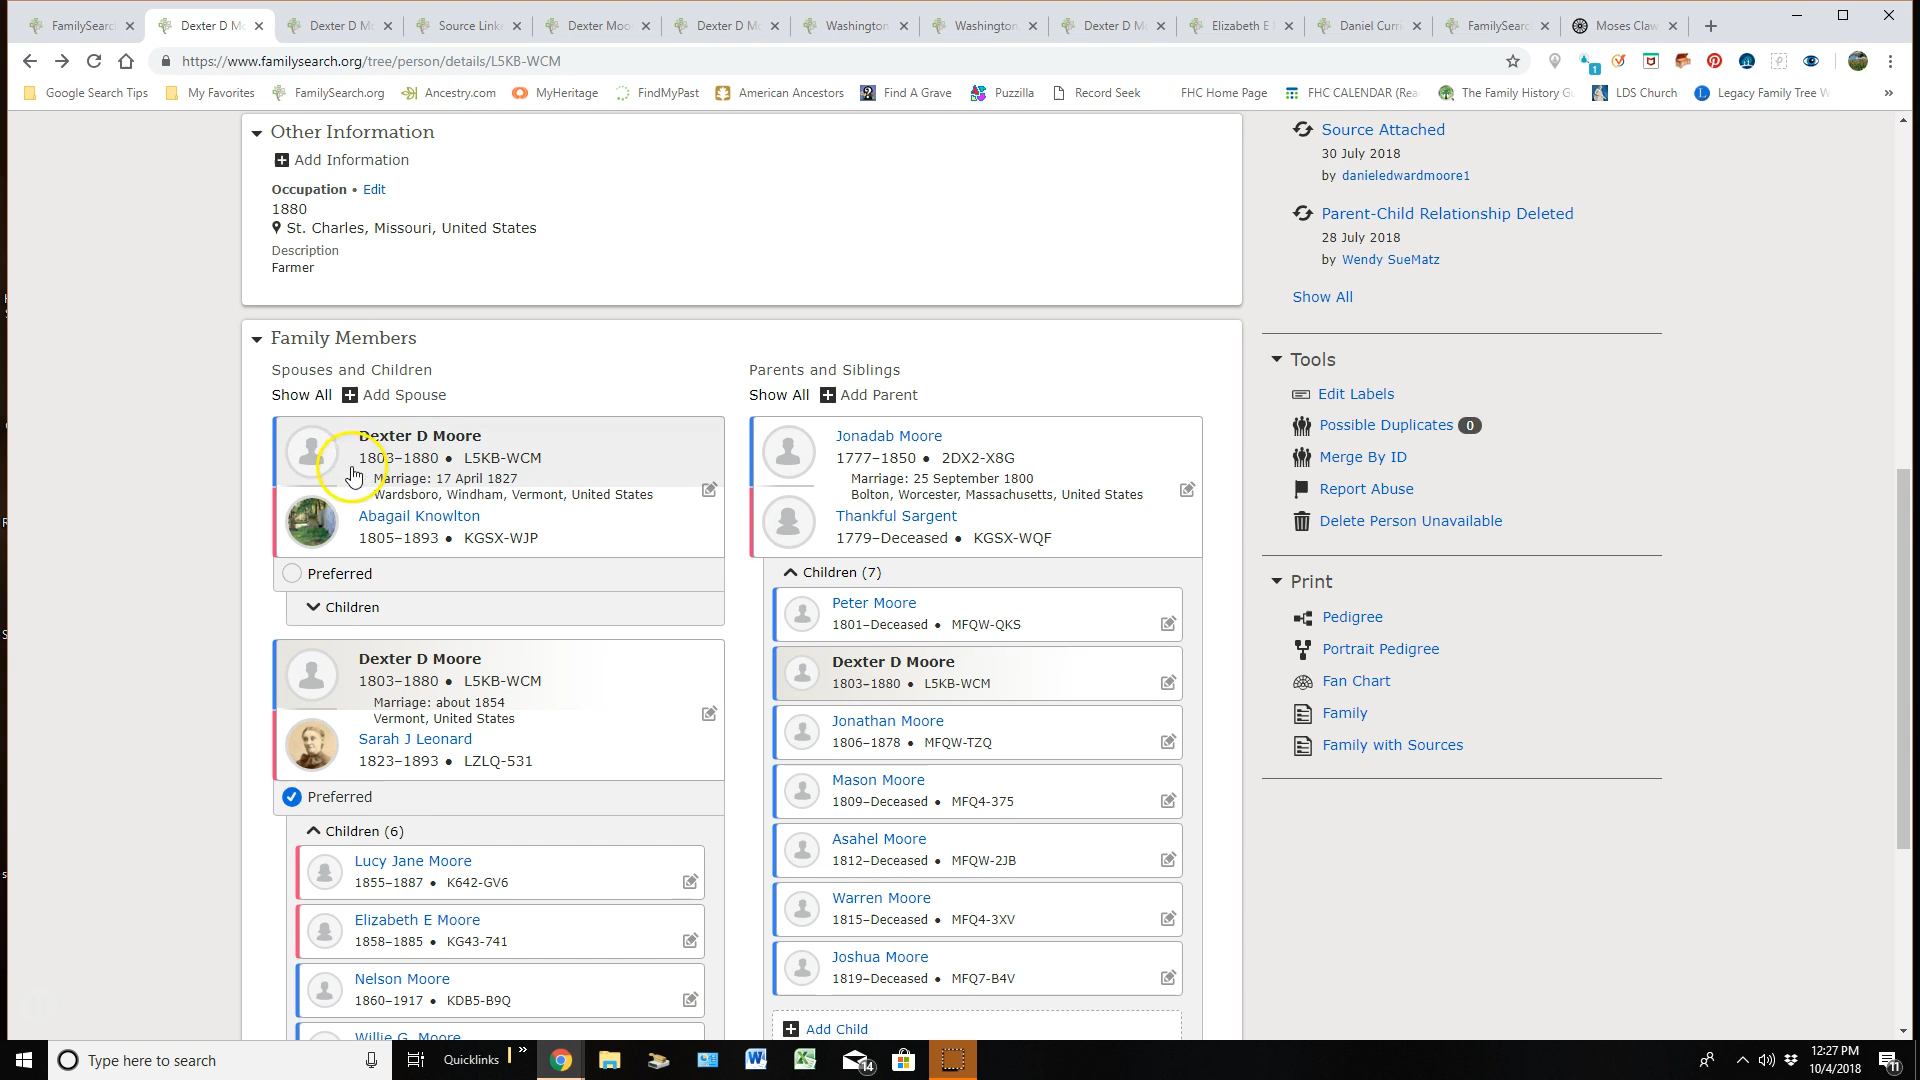 FamilySearc
Dexter D Mo
Dexter D Mo
Source Link
Dexter Moo
Dexter D Mo
Washington
Washington
Dexter D Mo
Elizabeth E
Daniel Curri
FamilySearc
Moses Claw
https://www.familysearch.org/tree/person/details/L5KB-WCM
1
Google Search Tips
My Favorites
FamilySearch.org
Ancestry.com
MyHeritage
FindMyPast
American Ancestors
Find A Grave
Puzzilla
Record Seek
FHC Home Page
FHC CALENDAR (Rea
The Family History G
LDS Church
Legacy Family Tree W
»
Other Information
Add Information
Occupation • Edit
1880
St. Charles, Missouri, United States
Description
Farmer
Family Members
Spouses and Children
Show All Add Spouse
Dexter D Moore
1803–1880 • L5KB-WCM
Marriage: 17 April 1827
Wardsboro, Windham, Vermont, United States
Abagail Knowlton
1805–1893 • KGSX-WJP
Preferred
Children
Dexter D Moore
1803–1880 • L5KB-WCM
Marriage: about 1854
Vermont, United States
Sarah J Leonard
1823–1893 • LZLQ-531
Preferred
Children (6)
Lucy Jane Moore
1855–1887 • K642-GV6
Elizabeth E Moore
1858–1885 • KG43-741
Nelson Moore
1860–1917 • KDB5-B9Q
Willie G. Moore
Parents and Siblings
Show All Add Parent
Jonadab Moore
1777–1850 • 2DX2-X8G
Marriage: 25 September 1800
Bolton, Worcester, Massachusetts, United States
Thankful Sargent
1779–Deceased • KGSX-WQF
Children (7)
Peter Moore
1801–Deceased • MFQW-QKS
Dexter D Moore
1803–1880 • L5KB-WCM
Jonathan Moore
1806–1878 • MFQW-TZQ
Mason Moore
1809–Deceased • MFQ4-375
Asahel Moore
1812–Deceased • MFQW-2JB
Warren Moore
1815–Deceased • MFQ4-3XV
Joshua Moore
1819–Deceased • MFQ7-B4V
Add Child
Source Attached
30 July 2018
by danieledwardmoore1
Parent-Child Relationship Deleted
28 July 2018
by Wendy SueMatz
Show All
Tools
Edit Labels
Possible Duplicates 0
Merge By ID
Report Abuse
Delete Person Unavailable
Print
Pedigree
Portrait Pedigree
Fan Chart
Family
Family with Sources
Type here to search
Quicklinks
»
14
12:27 PM
10/4/2018
11